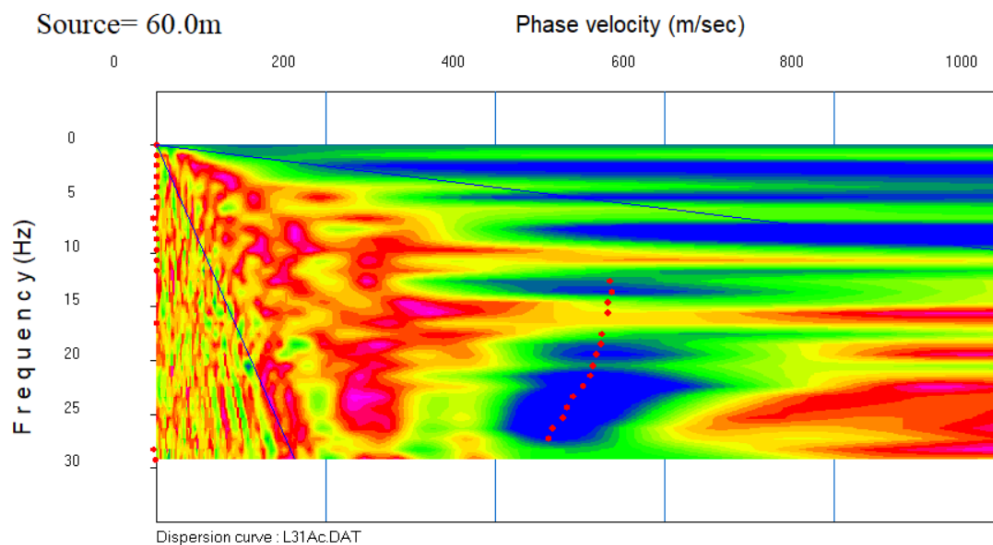 Source= 60.0m
Phase velocity (m/sec)
0 200 400 600 800 1000
Frequency (Hz)
0
5
10
15
20
25
30
Dispersion curve : L31Ac.DAT